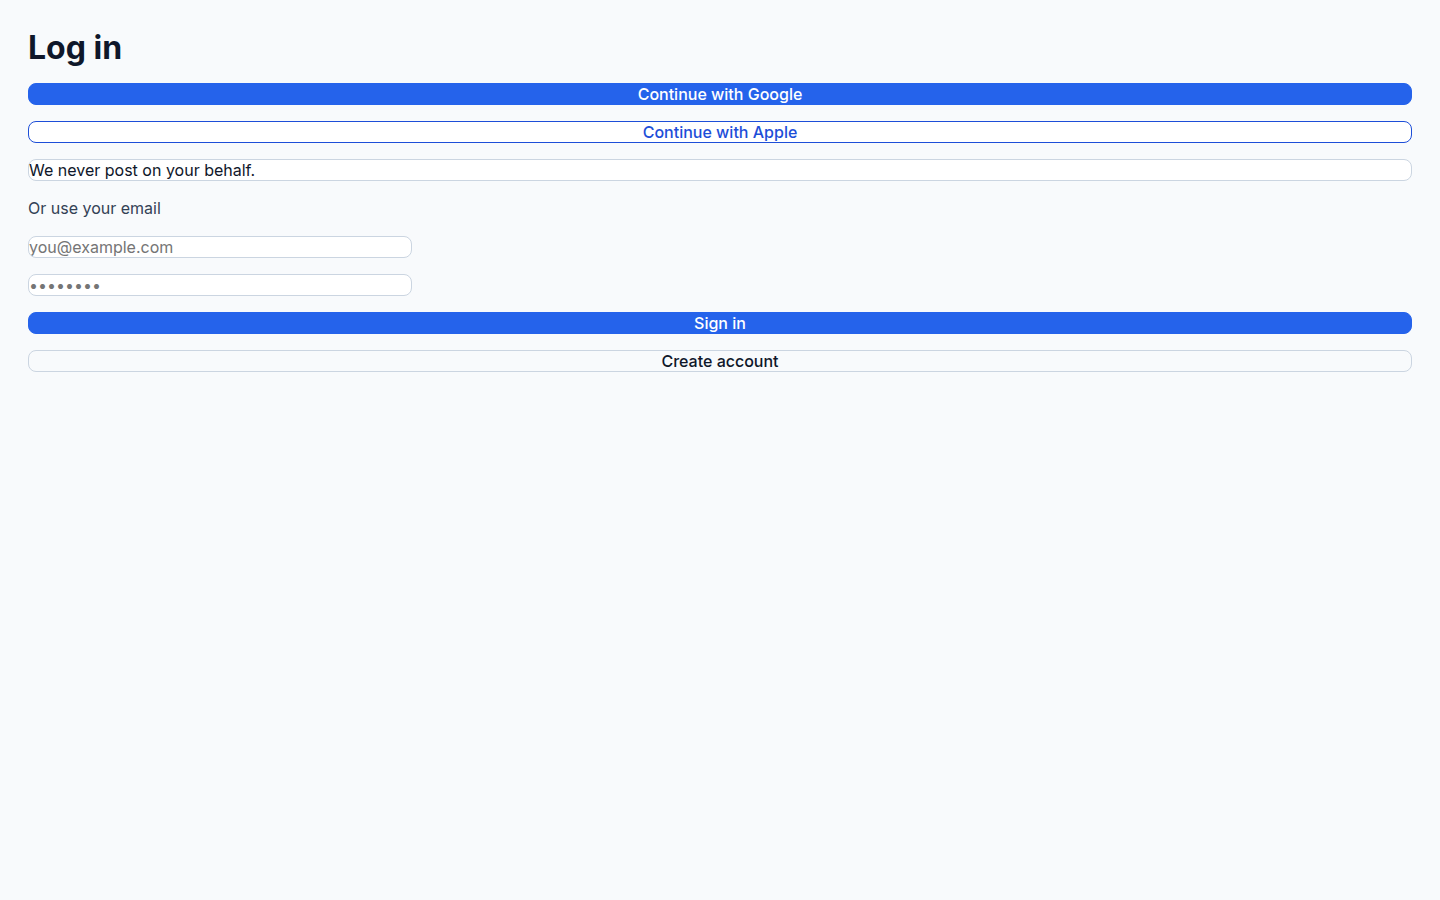 Log in
Continue with Google
Continue with Apple
We never post on your behalf.
Or use your email
you@example.com
••••••••
Sign in
Create account